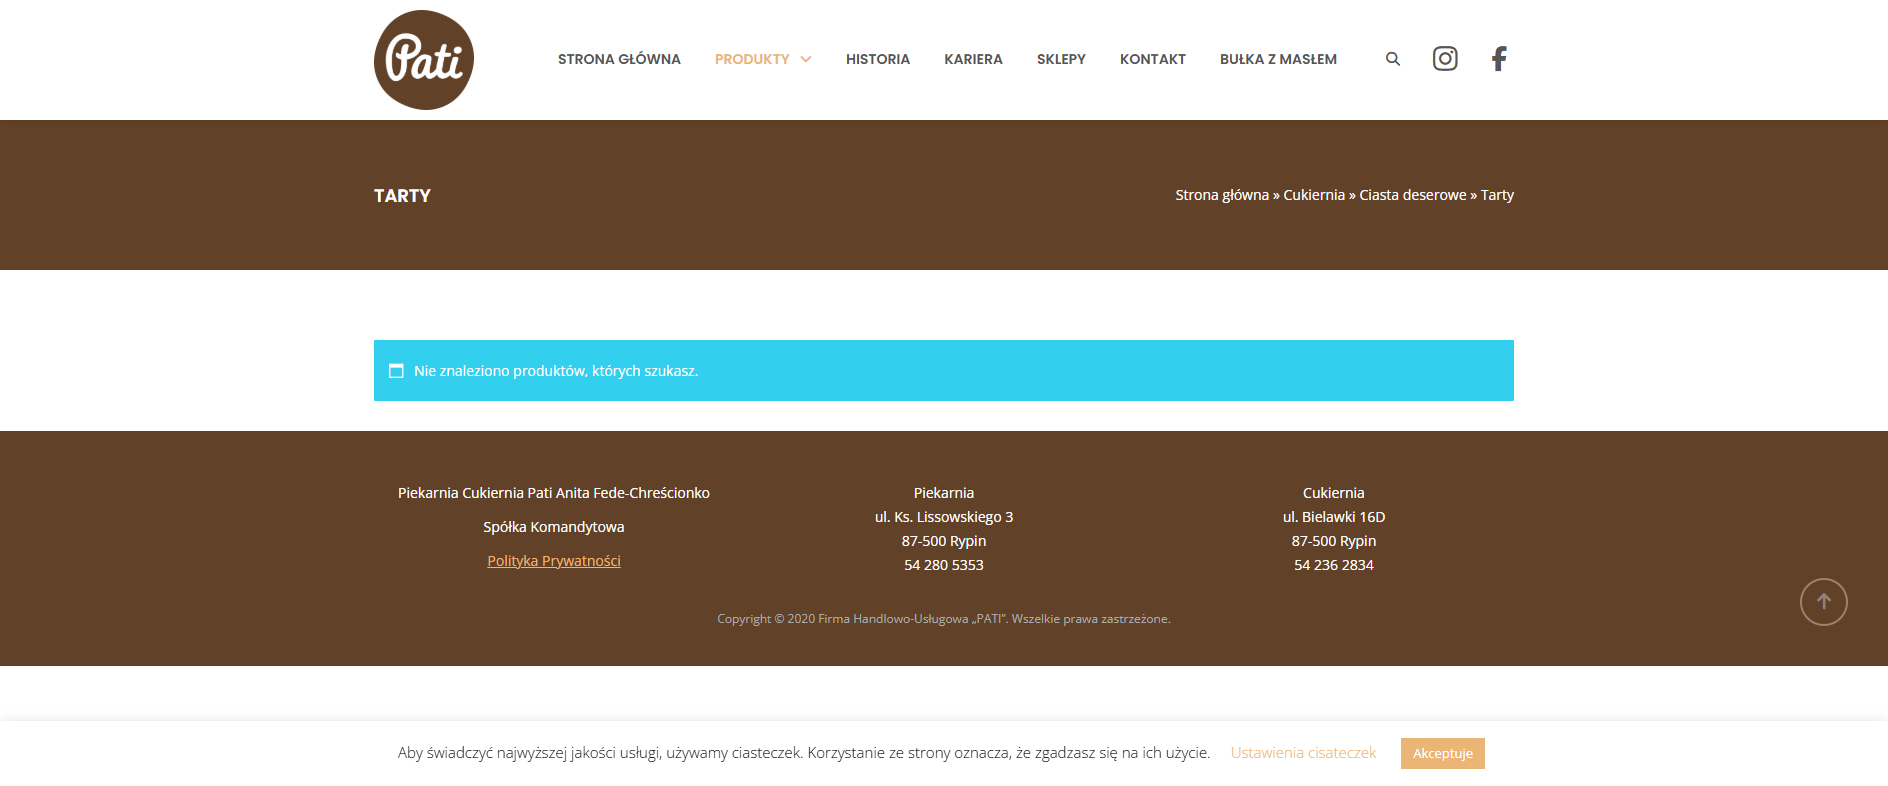 Pati
STRONA GŁÓWNA PRODUKTY HISTORIA KARIERA SKLEPY KONTAKT BUŁKA Z MASŁEM
TARTY
Strona główna » Cukiernia » Ciasta deserowe » Tarty
Nie znaleziono produktów, których szukasz.
Piekarnia Cukiernia Pati Anita Fede-Chreścionko
Spółka Komandytowa
Polityka Prywatności
Piekarnia
ul. Ks. Lissowskiego 3
87-500 Rypin
54 280 5353
Cukiernia
ul. Bielawki 16D
87-500 Rypin
54 236 2834
Copyright © 2020 Firma Handlowo-Usługowa „PATI”. Wszelkie prawa zastrzeżone.
Aby świadczyć najwyższej jakości usługi, używamy ciasteczek. Korzystanie ze strony oznacza, że zgadzasz się na ich użycie. Ustawienia cisateczek Akceptuje